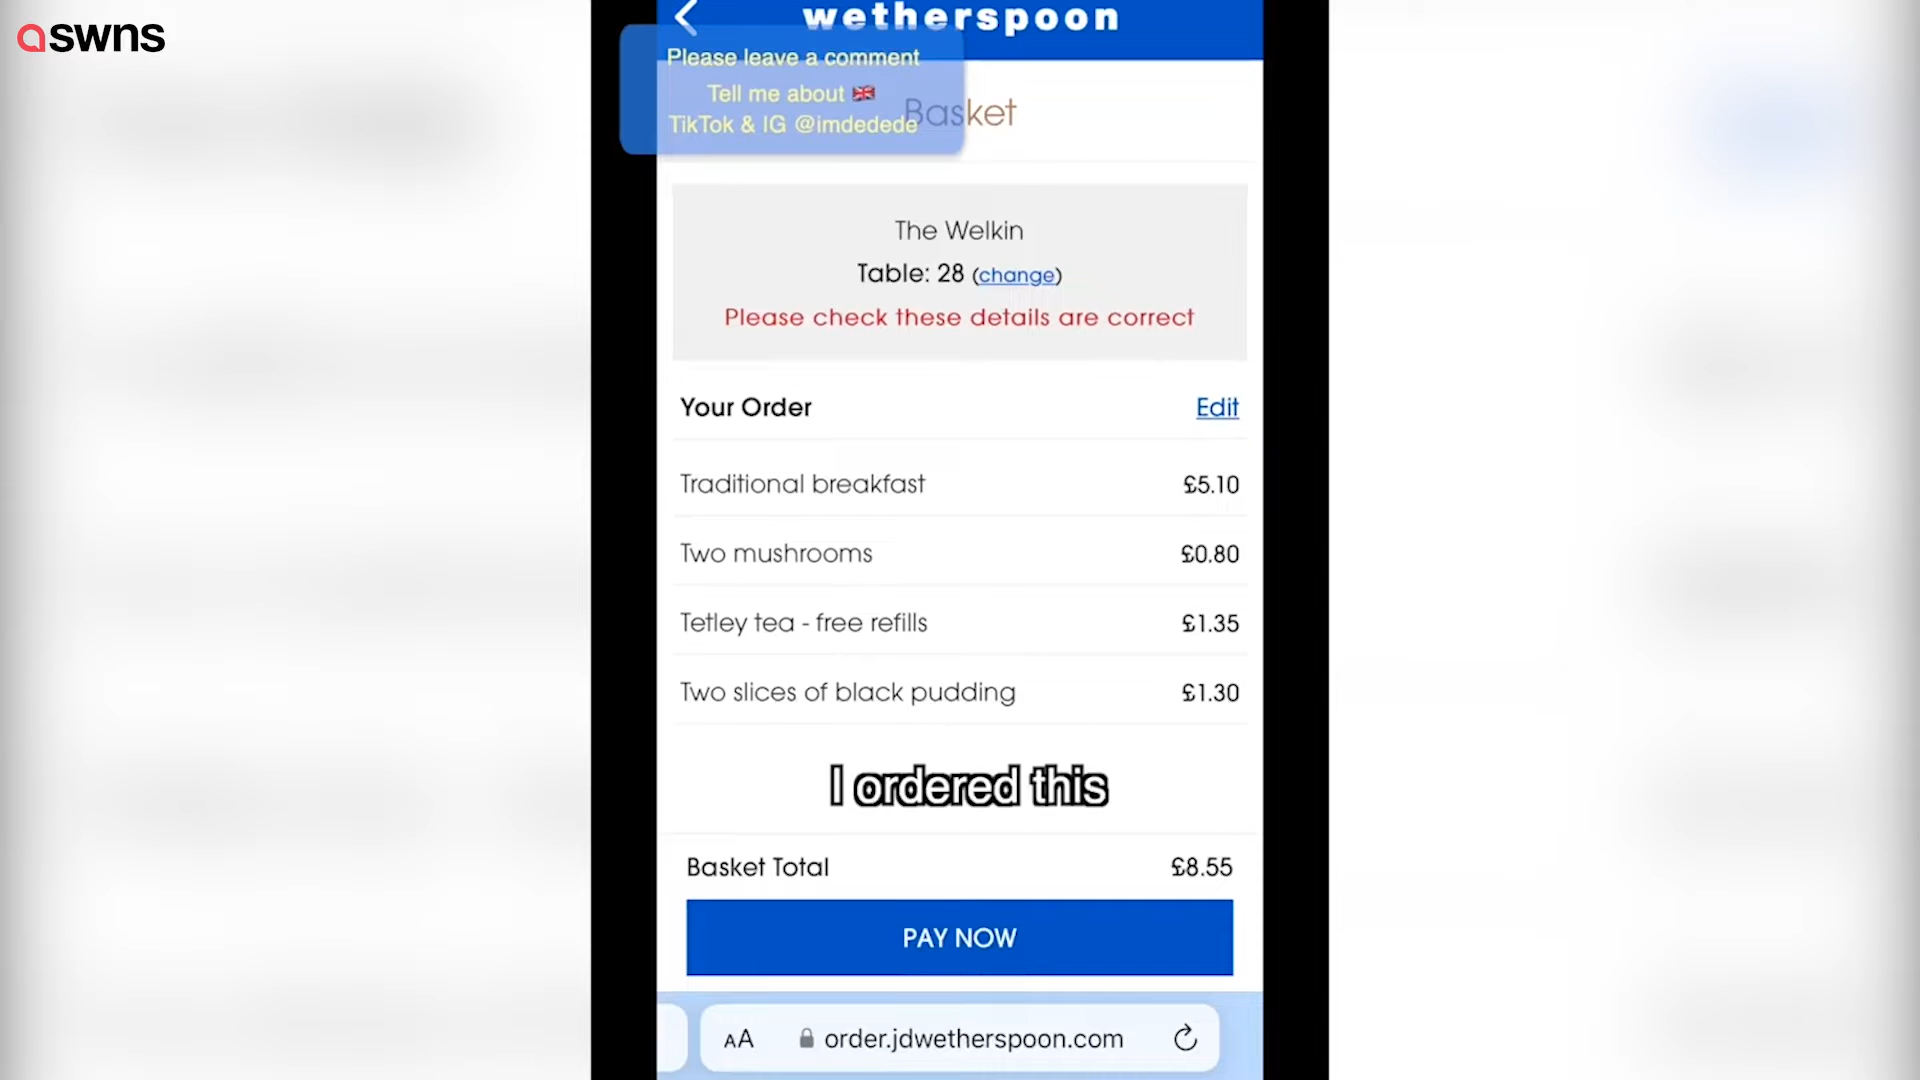 swns
wetherspoon
Please leave a comment
Tell me about 🇬🇧
TikTok & IG @imdedede
Basket
The Welkin
Table: 28 (change)
Please check these details are correct
Your Order Edit
Traditional breakfast £5.10
Two mushrooms £0.80
Tetley tea - free refills £1.35
Two slices of black pudding £1.30
I ordered this
Basket Total £8.55
PAY NOW
AA order.jdwetherspoon.com